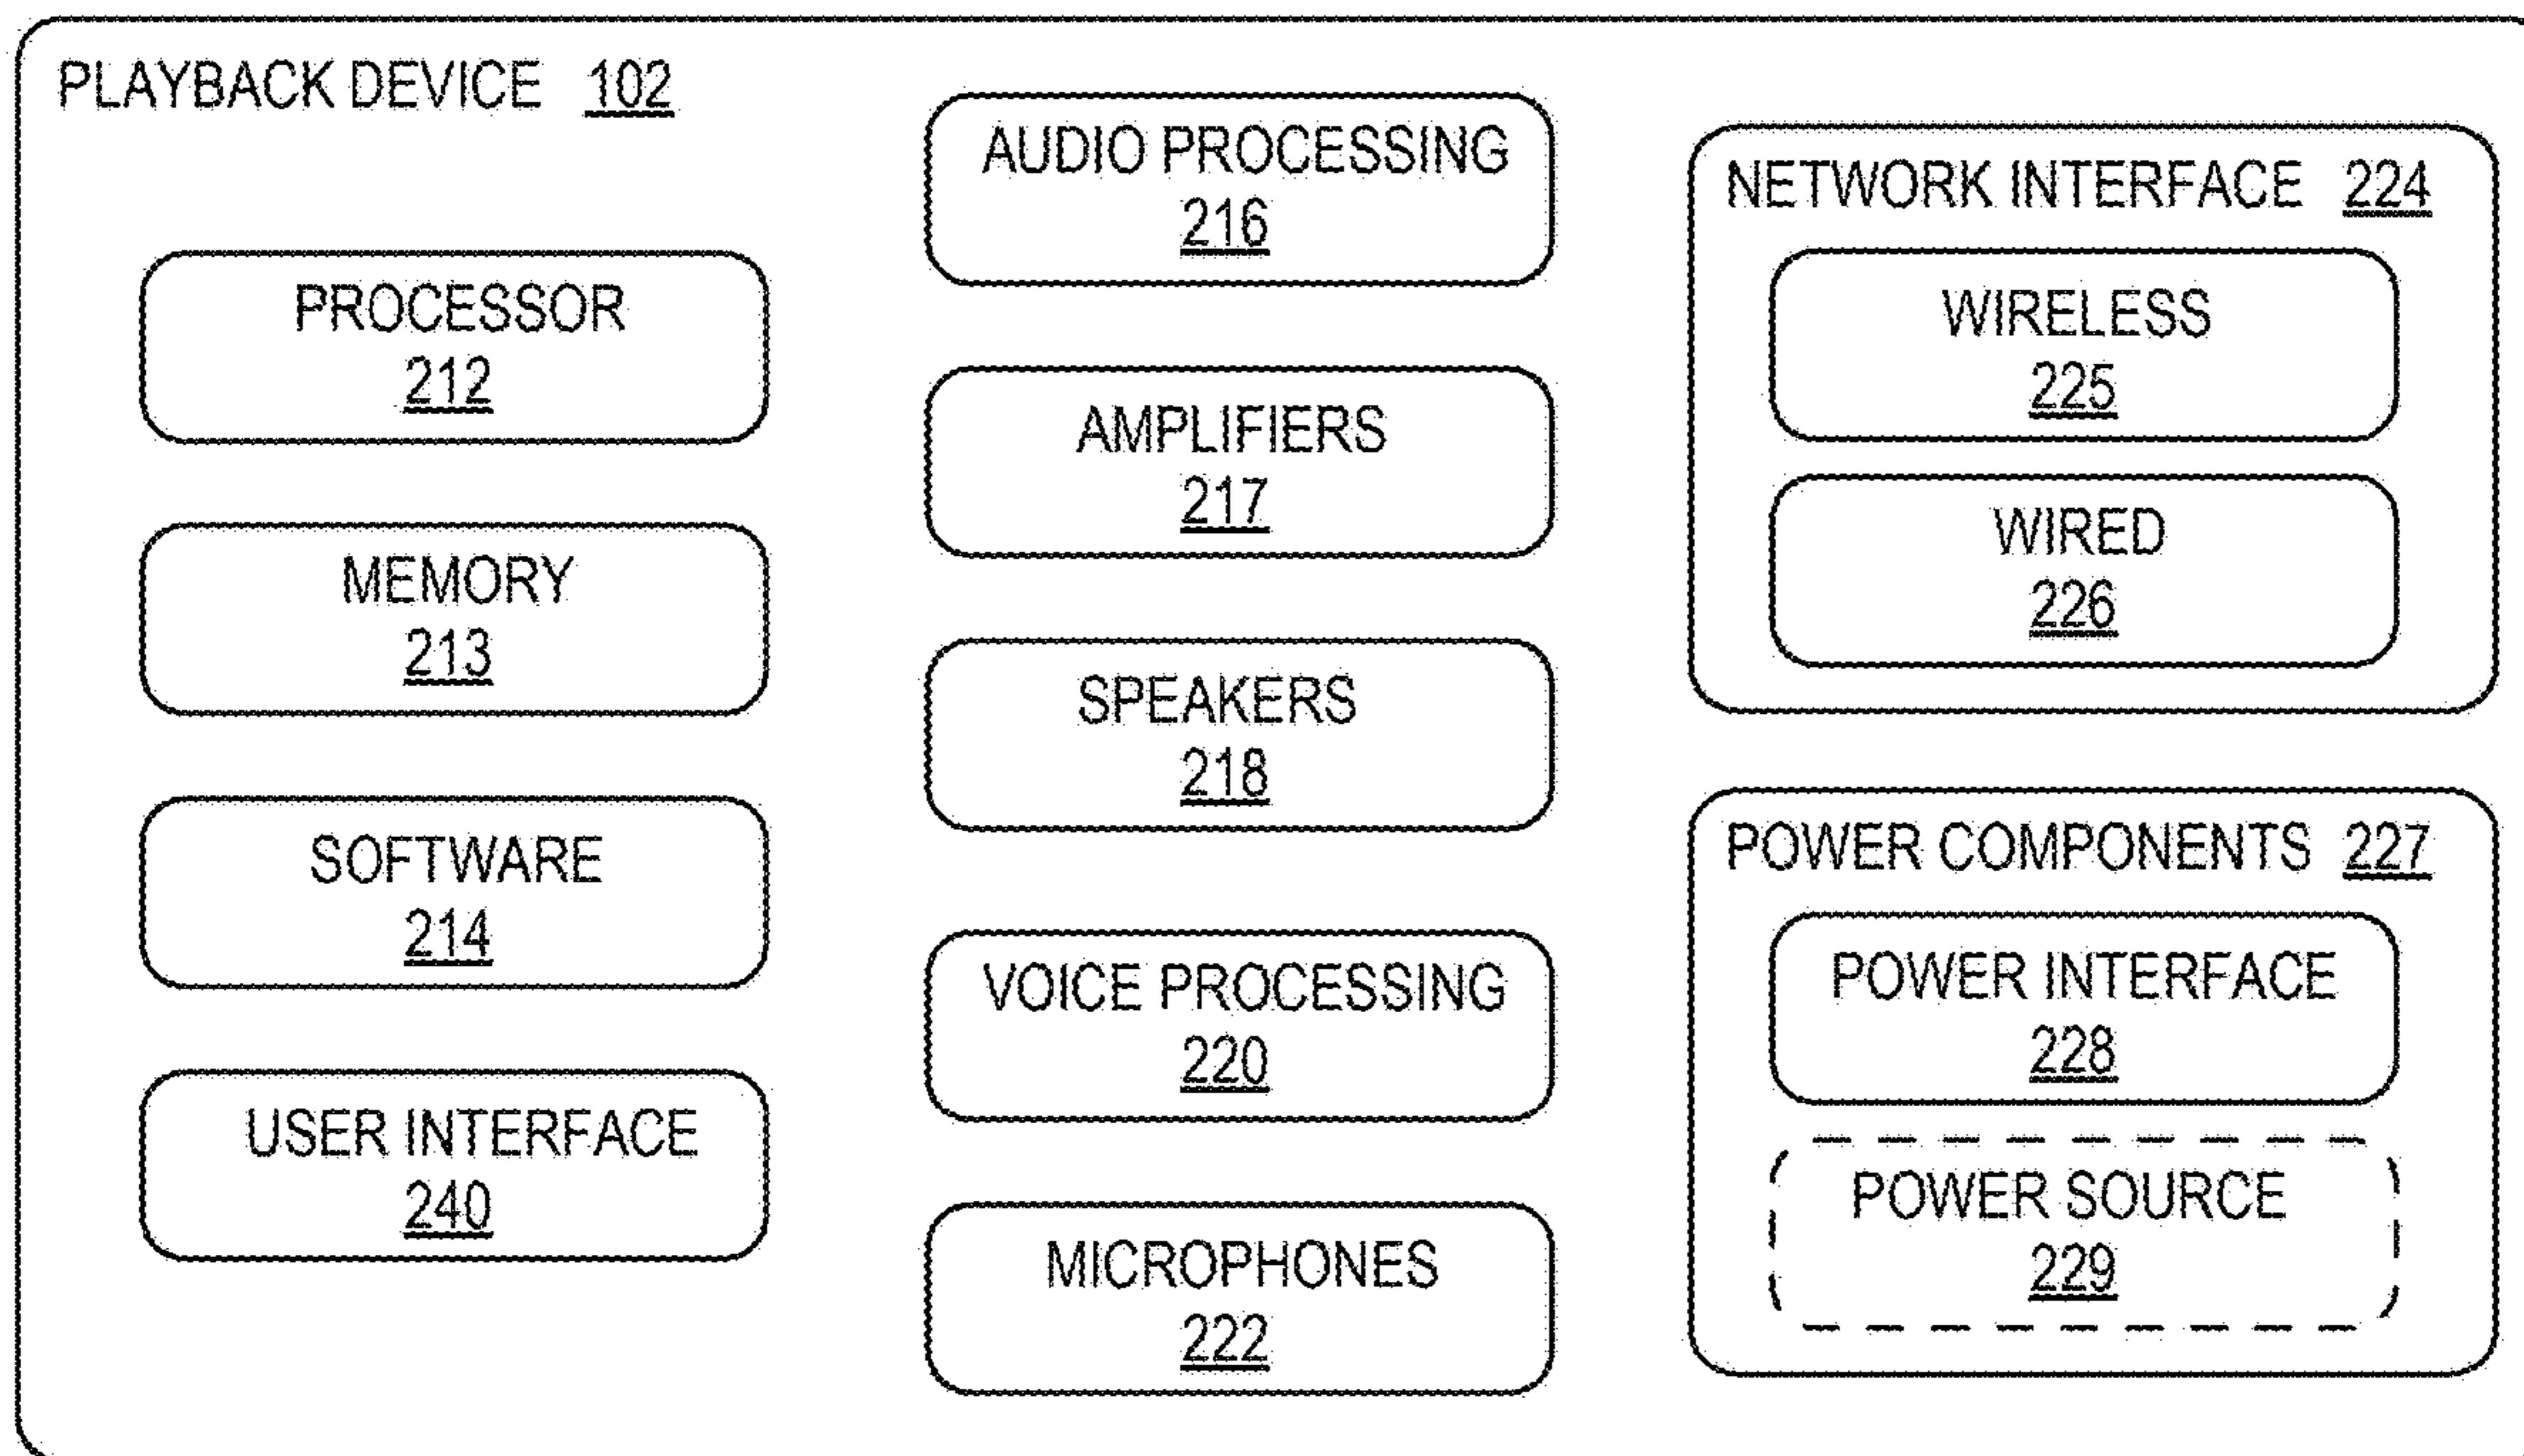 PLAYBACK DEVICE 102
PROCESSOR
212
MEMORY
213
SOFTWARE
214
USER INTERFACE
240
AUDIO PROCESSING
216
AMPLIFIERS
217
SPEAKERS
218
VOICE PROCESSING
220
MICROPHONES
222
NETWORK INTERFACE 224
WIRELESS
225
WIRED
226
POWER COMPONENTS 227
POWER INTERFACE
228
POWER SOURCE
229